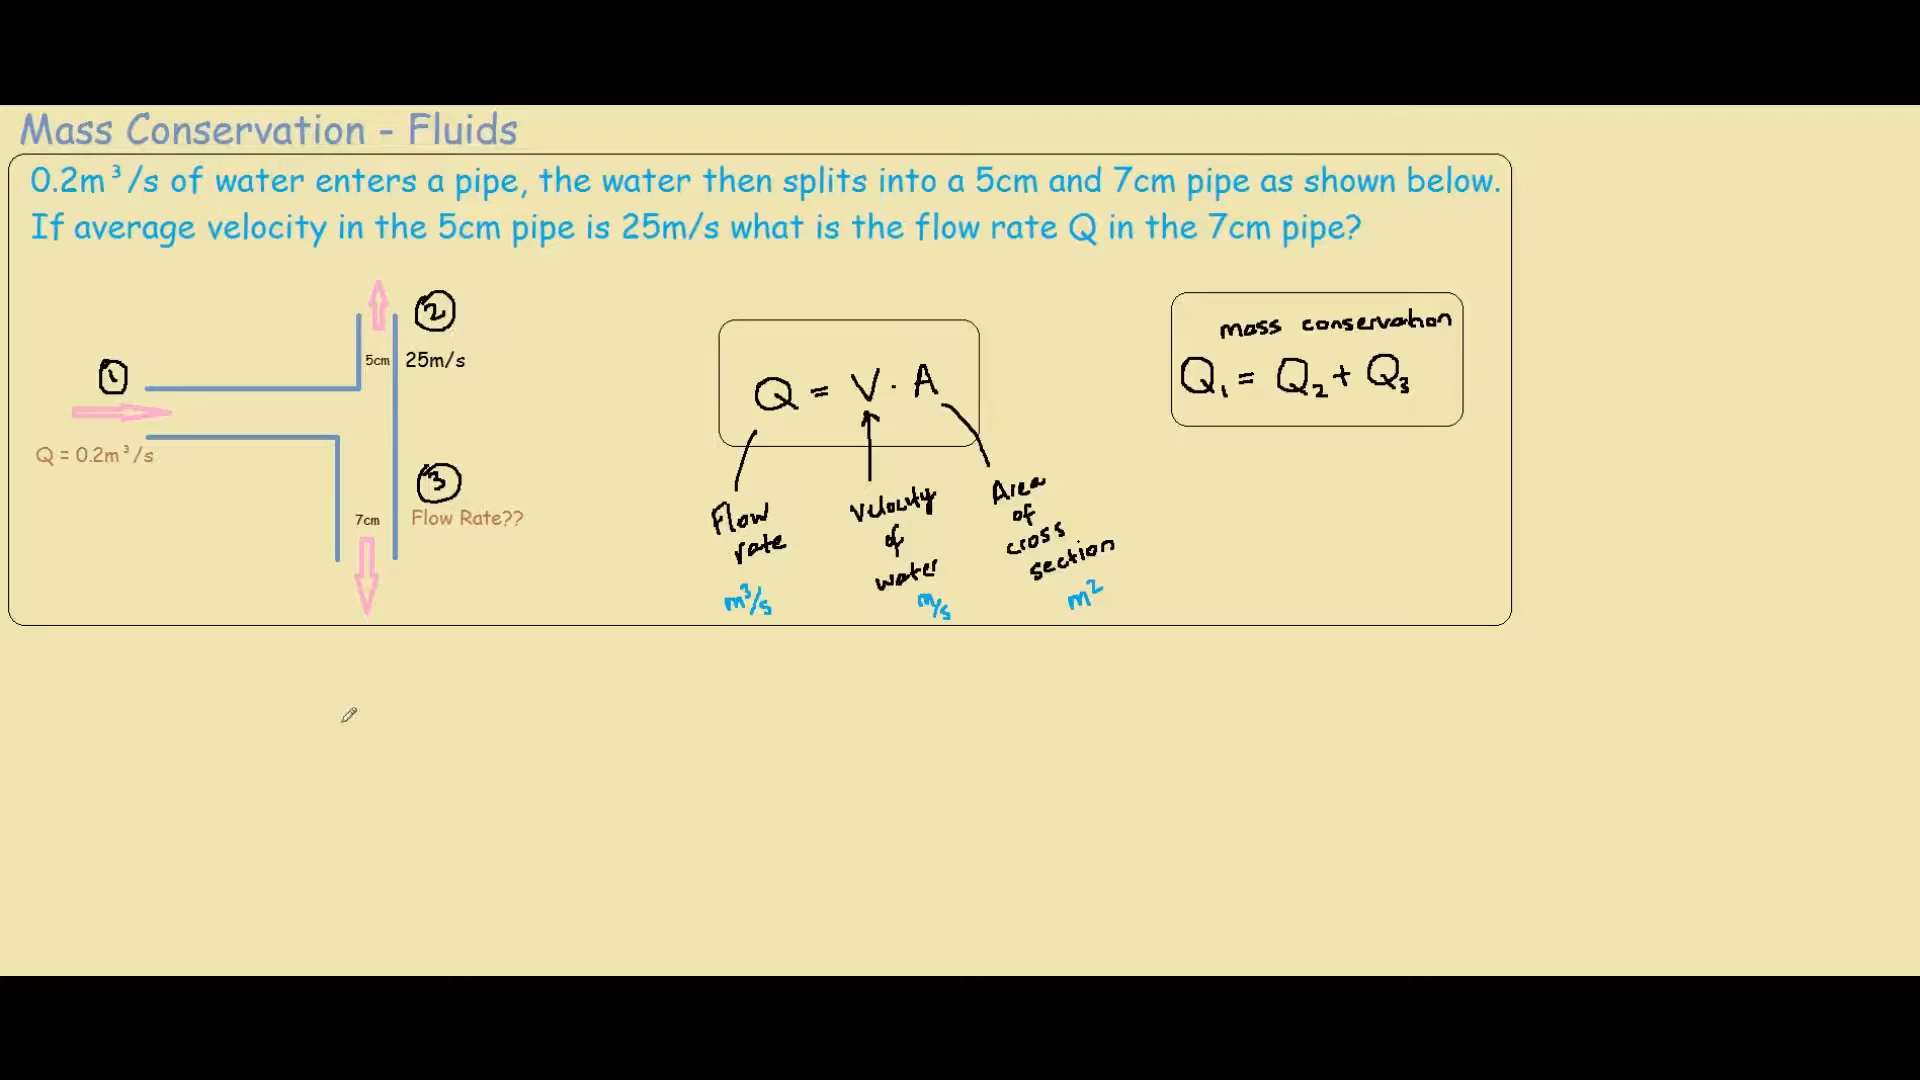 Mass Conservation - Fluids
0.2m³/s of water enters a pipe, the water then splits into a 5cm and 7cm pipe as shown below.
If average velocity in the 5cm pipe is 25m/s what is the flow rate Q in the 7cm pipe?
②
5cm 25m/s
①
Q = 0.2m³/s
③
7cm Flow Rate??
Q = V · A
Flow
rate
m³/s
Velocity
of
water
m/s
Area
of
cross
section
m²
mass conservation
Q₁ = Q₂ + Q₃